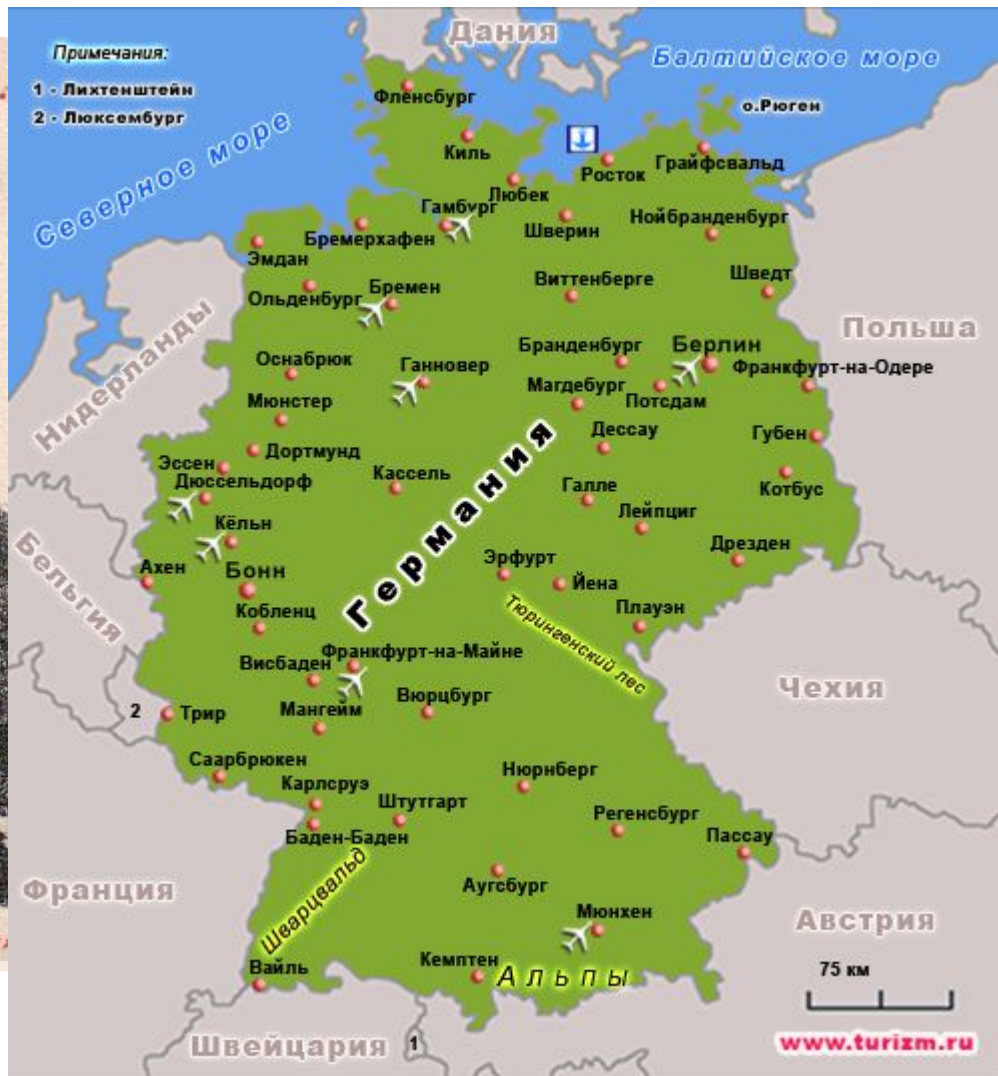 Дания
Примечания:
1 - Лихтенштейн
2 - Люксембург
Балтийское море
Северное море
Фленсбург
о.Рюген
Киль
Росток
Грайфсвальд
Любек
Гамбург
Бремерхафен
Шверин
Нойбранденбург
Эмдан
Ольденбург
Бремен
Виттенберге
Шведт
Нидерланды
Польша
Оснабрюк
Ганновер
Бранденбург
Берлин
Франкфурт-на-Одере
Мюнстер
Магдебург
Потсдам
Дортмунд
Дессау
Губен
Эссен
Дюссельдорф
Кассель
Галле
Котбус
Германия
Кёльн
Лейпциг
Бельгия
Ахен
Бонн
Эрфурт
Йена
Дрезден
Кобленц
Плауэн
Тюрингенский лес
Висбаден
Франкфурт-на-Майне
Чехия
2
Трир
Мангейм
Вюрцбург
Саарбрюкен
Нюрнберг
Карлсруэ
Штутгарт
Регенсбург
Баден-Баден
Пассау
Франция
Шварцвальд
Аугсбург
Мюнхен
Австрия
Вайль
Кемптен
Альпы
75 км
Швейцария
1
www.turizm.ru